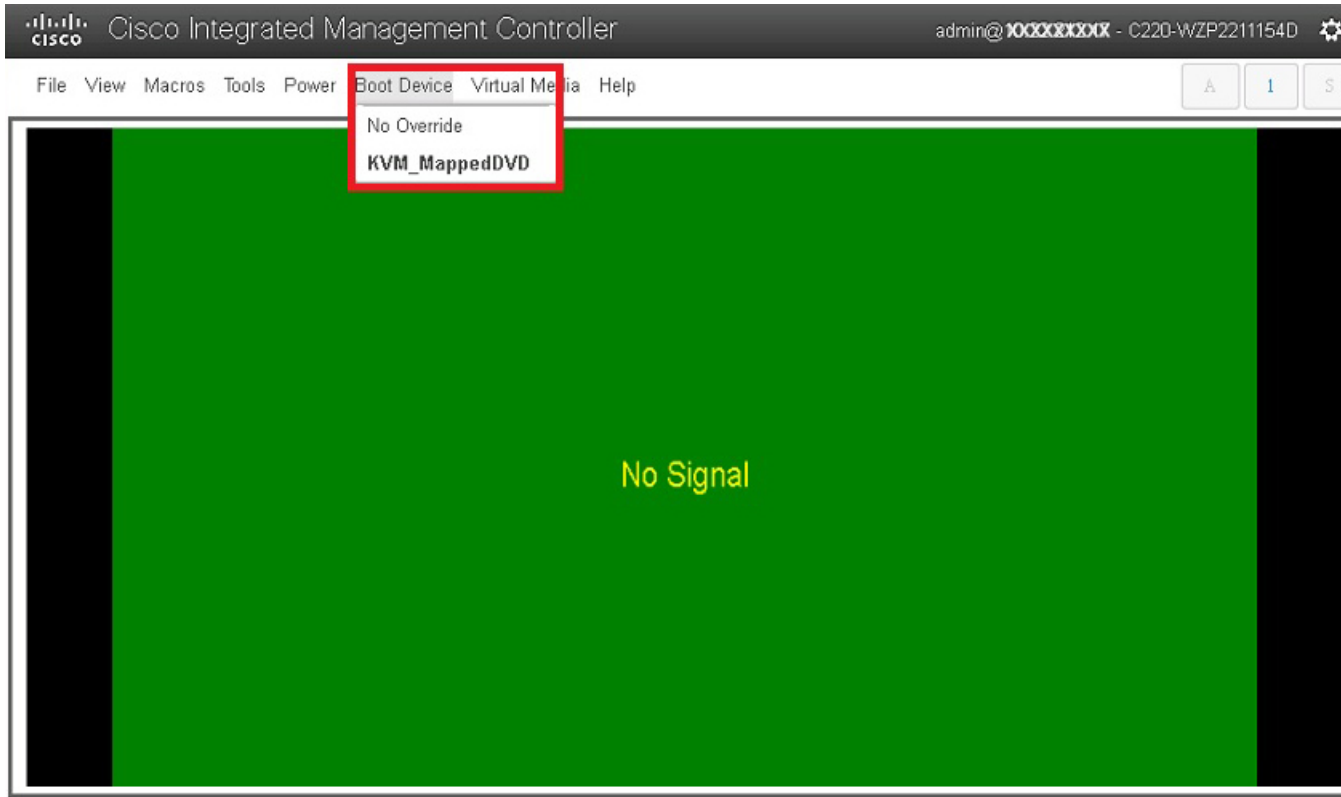 CISCO Cisco Integrated Management Controller admin@XXXXXXXXX - C220-WZP2211154D
File View Macros Tools Power Boot Device Virtual Media Help A 1 S
No Override
KVM_MappedDVD
No Signal